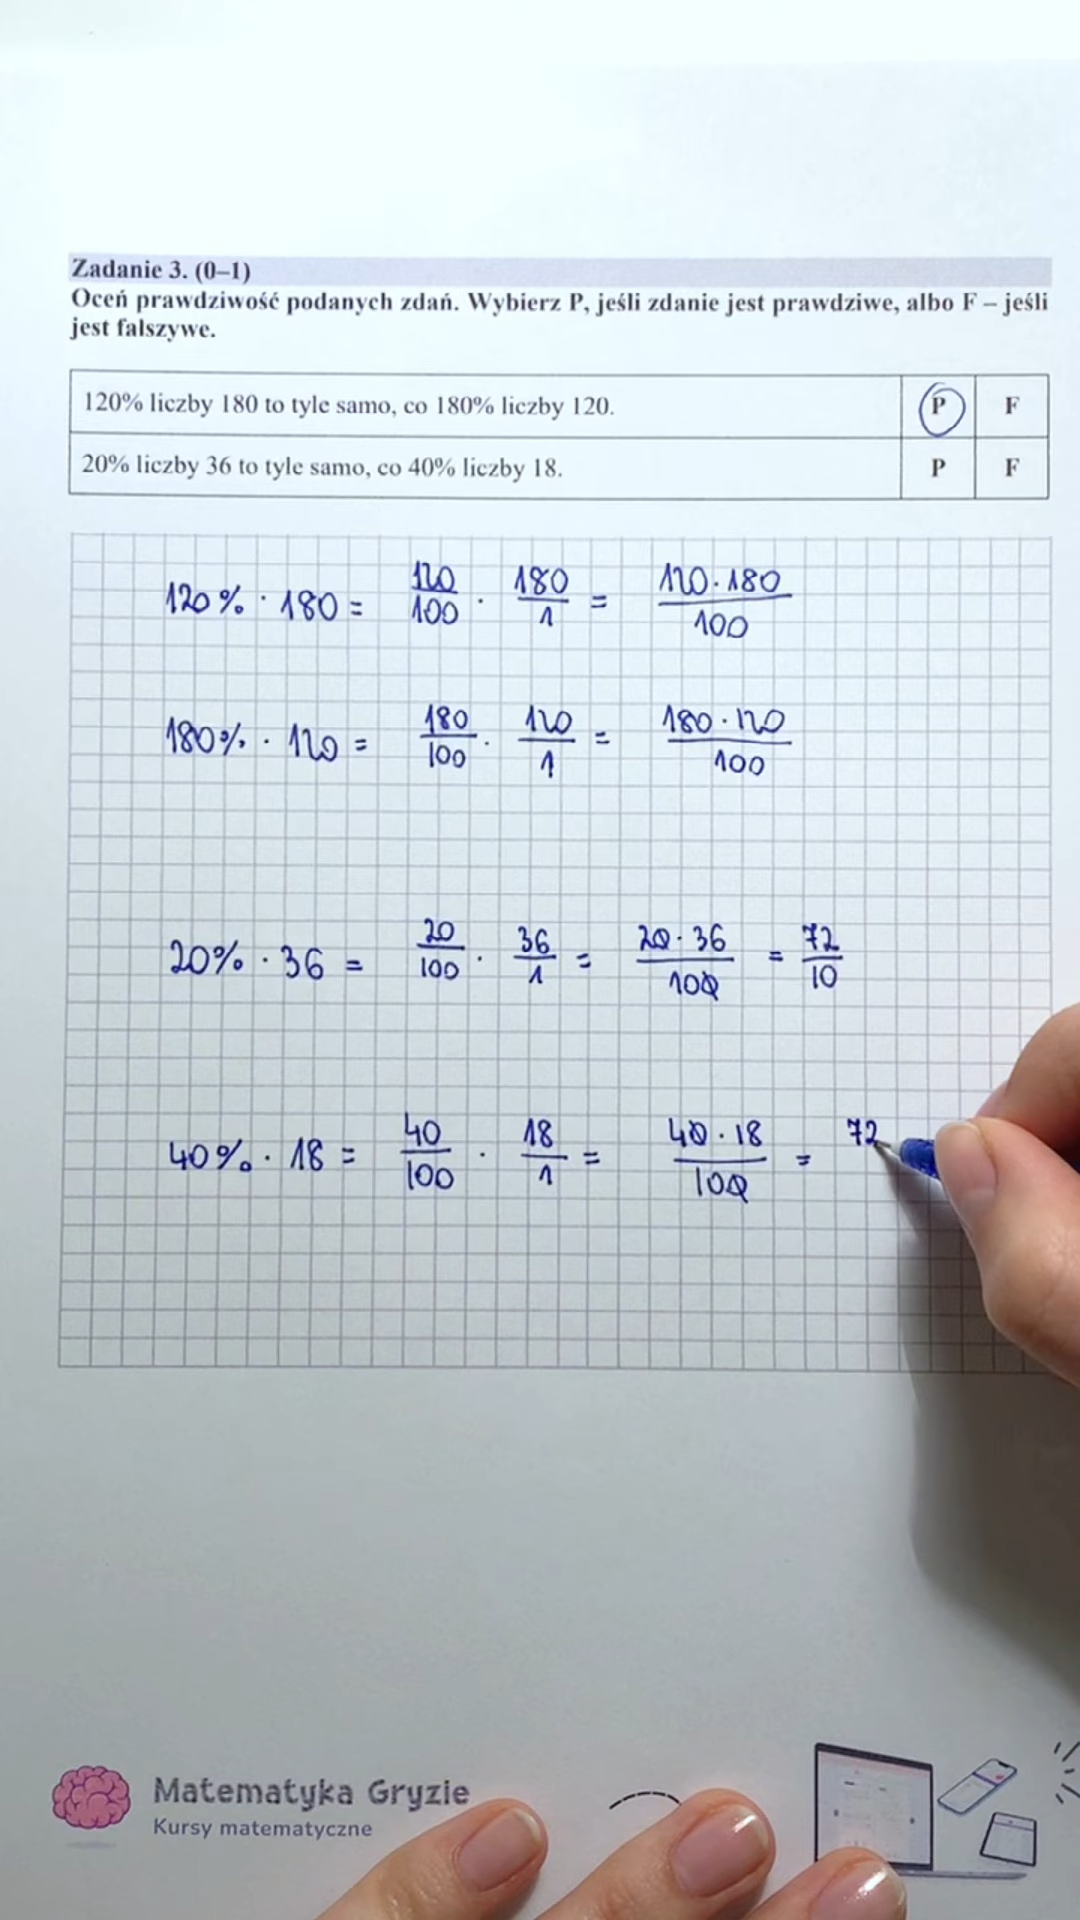 Zadanie 3. (0–1)
Oceń prawdziwość podanych zdań. Wybierz P, jeśli zdanie jest prawdziwe, albo F – jeśli
jest fałszywe.
120% liczby 180 to tyle samo, co 180% liczby 120. P F
20% liczby 36 to tyle samo, co 40% liczby 18. P F
120% · 180 = 120/100 · 180/1 = 120·180/100
180% · 120 = 180/100 · 120/1 = 180·120/100
20% · 36 = 20/100 · 36/1 = 20·36/100 = 72/10
40% · 18 = 40/100 · 18/1 = 40·18/100 = 72
Matematyka Gryzie
Kursy matematyczne